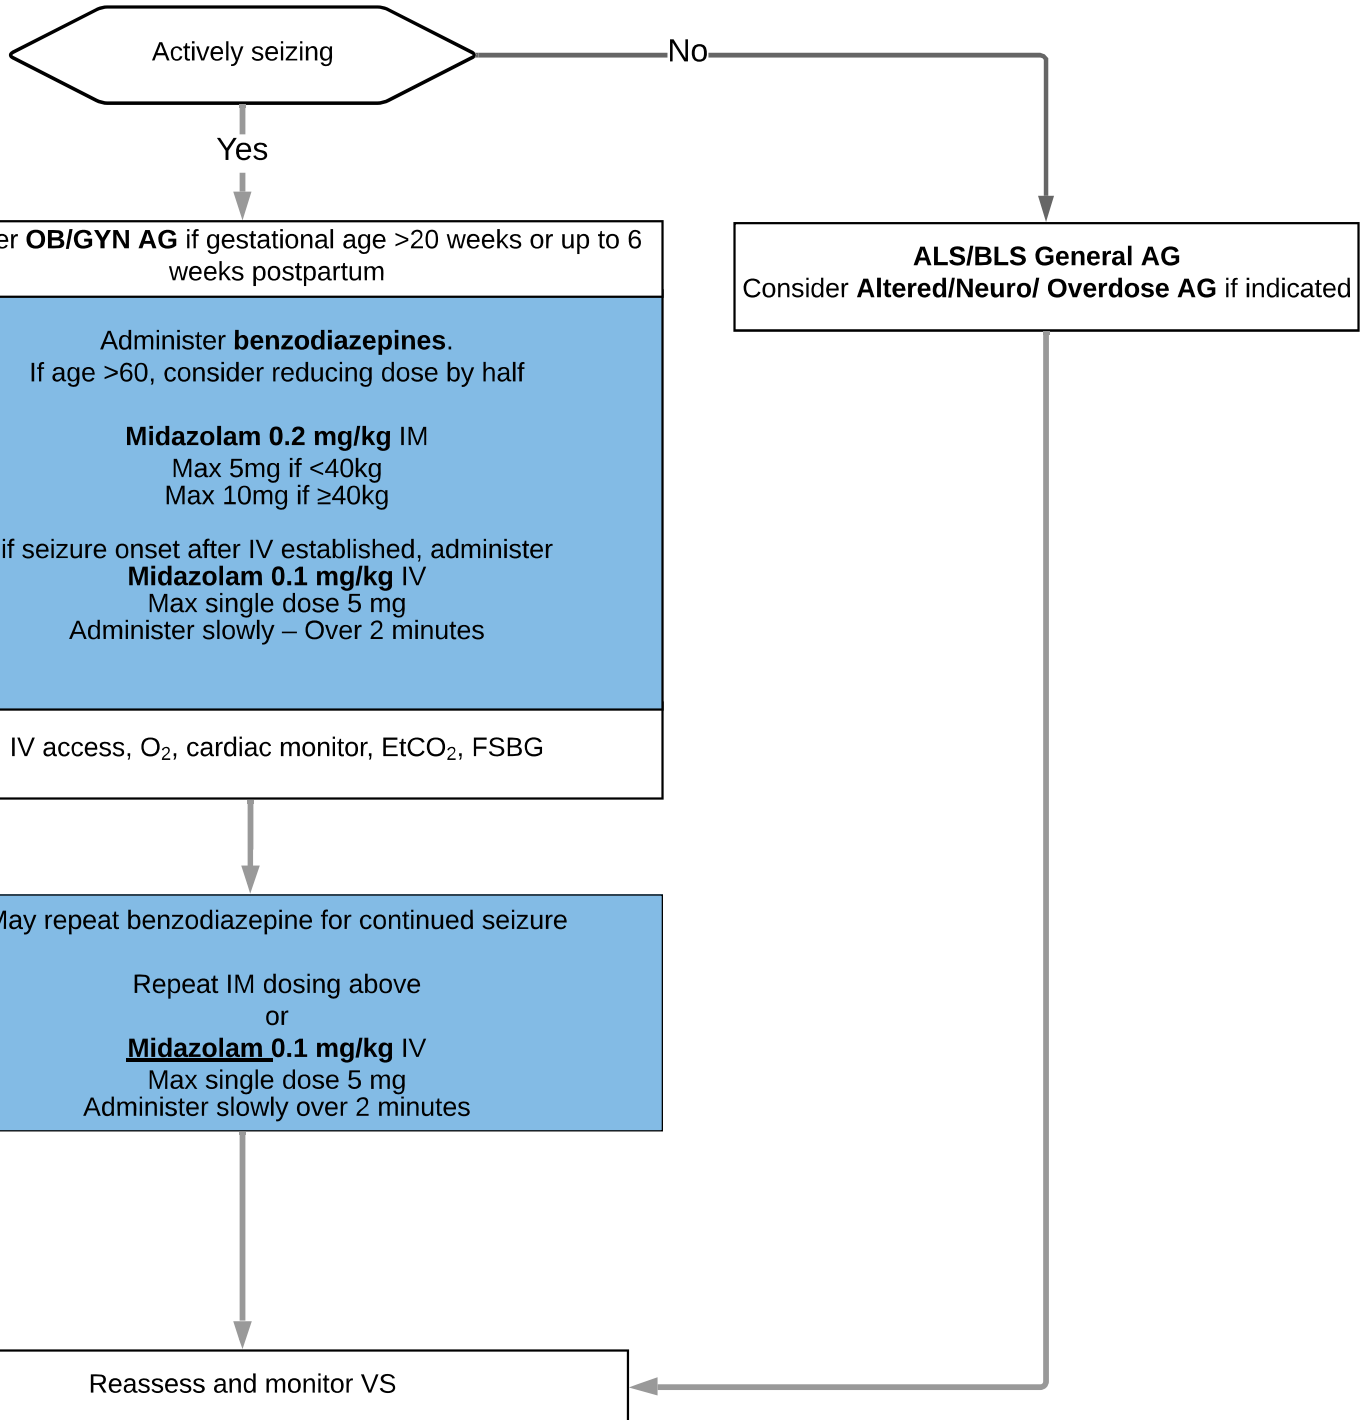 Actively seizing
No
Yes
er OB/GYN AG if gestational age >20 weeks or up to 6
weeks postpartum
ALS/BLS General AG
Consider Altered/Neuro/ Overdose AG if indicated
Administer benzodiazepines.
If age >60, consider reducing dose by half
Midazolam 0.2 mg/kg IM
Max 5mg if <40kg
Max 10mg if ≥40kg
if seizure onset after IV established, administer
Midazolam 0.1 mg/kg IV
Max single dose 5 mg
Administer slowly – Over 2 minutes
IV access, O₂, cardiac monitor, EtCO₂, FSBG
May repeat benzodiazepine for continued seizure
Repeat IM dosing above
or
Midazolam 0.1 mg/kg IV
Max single dose 5 mg
Administer slowly over 2 minutes
Reassess and monitor VS